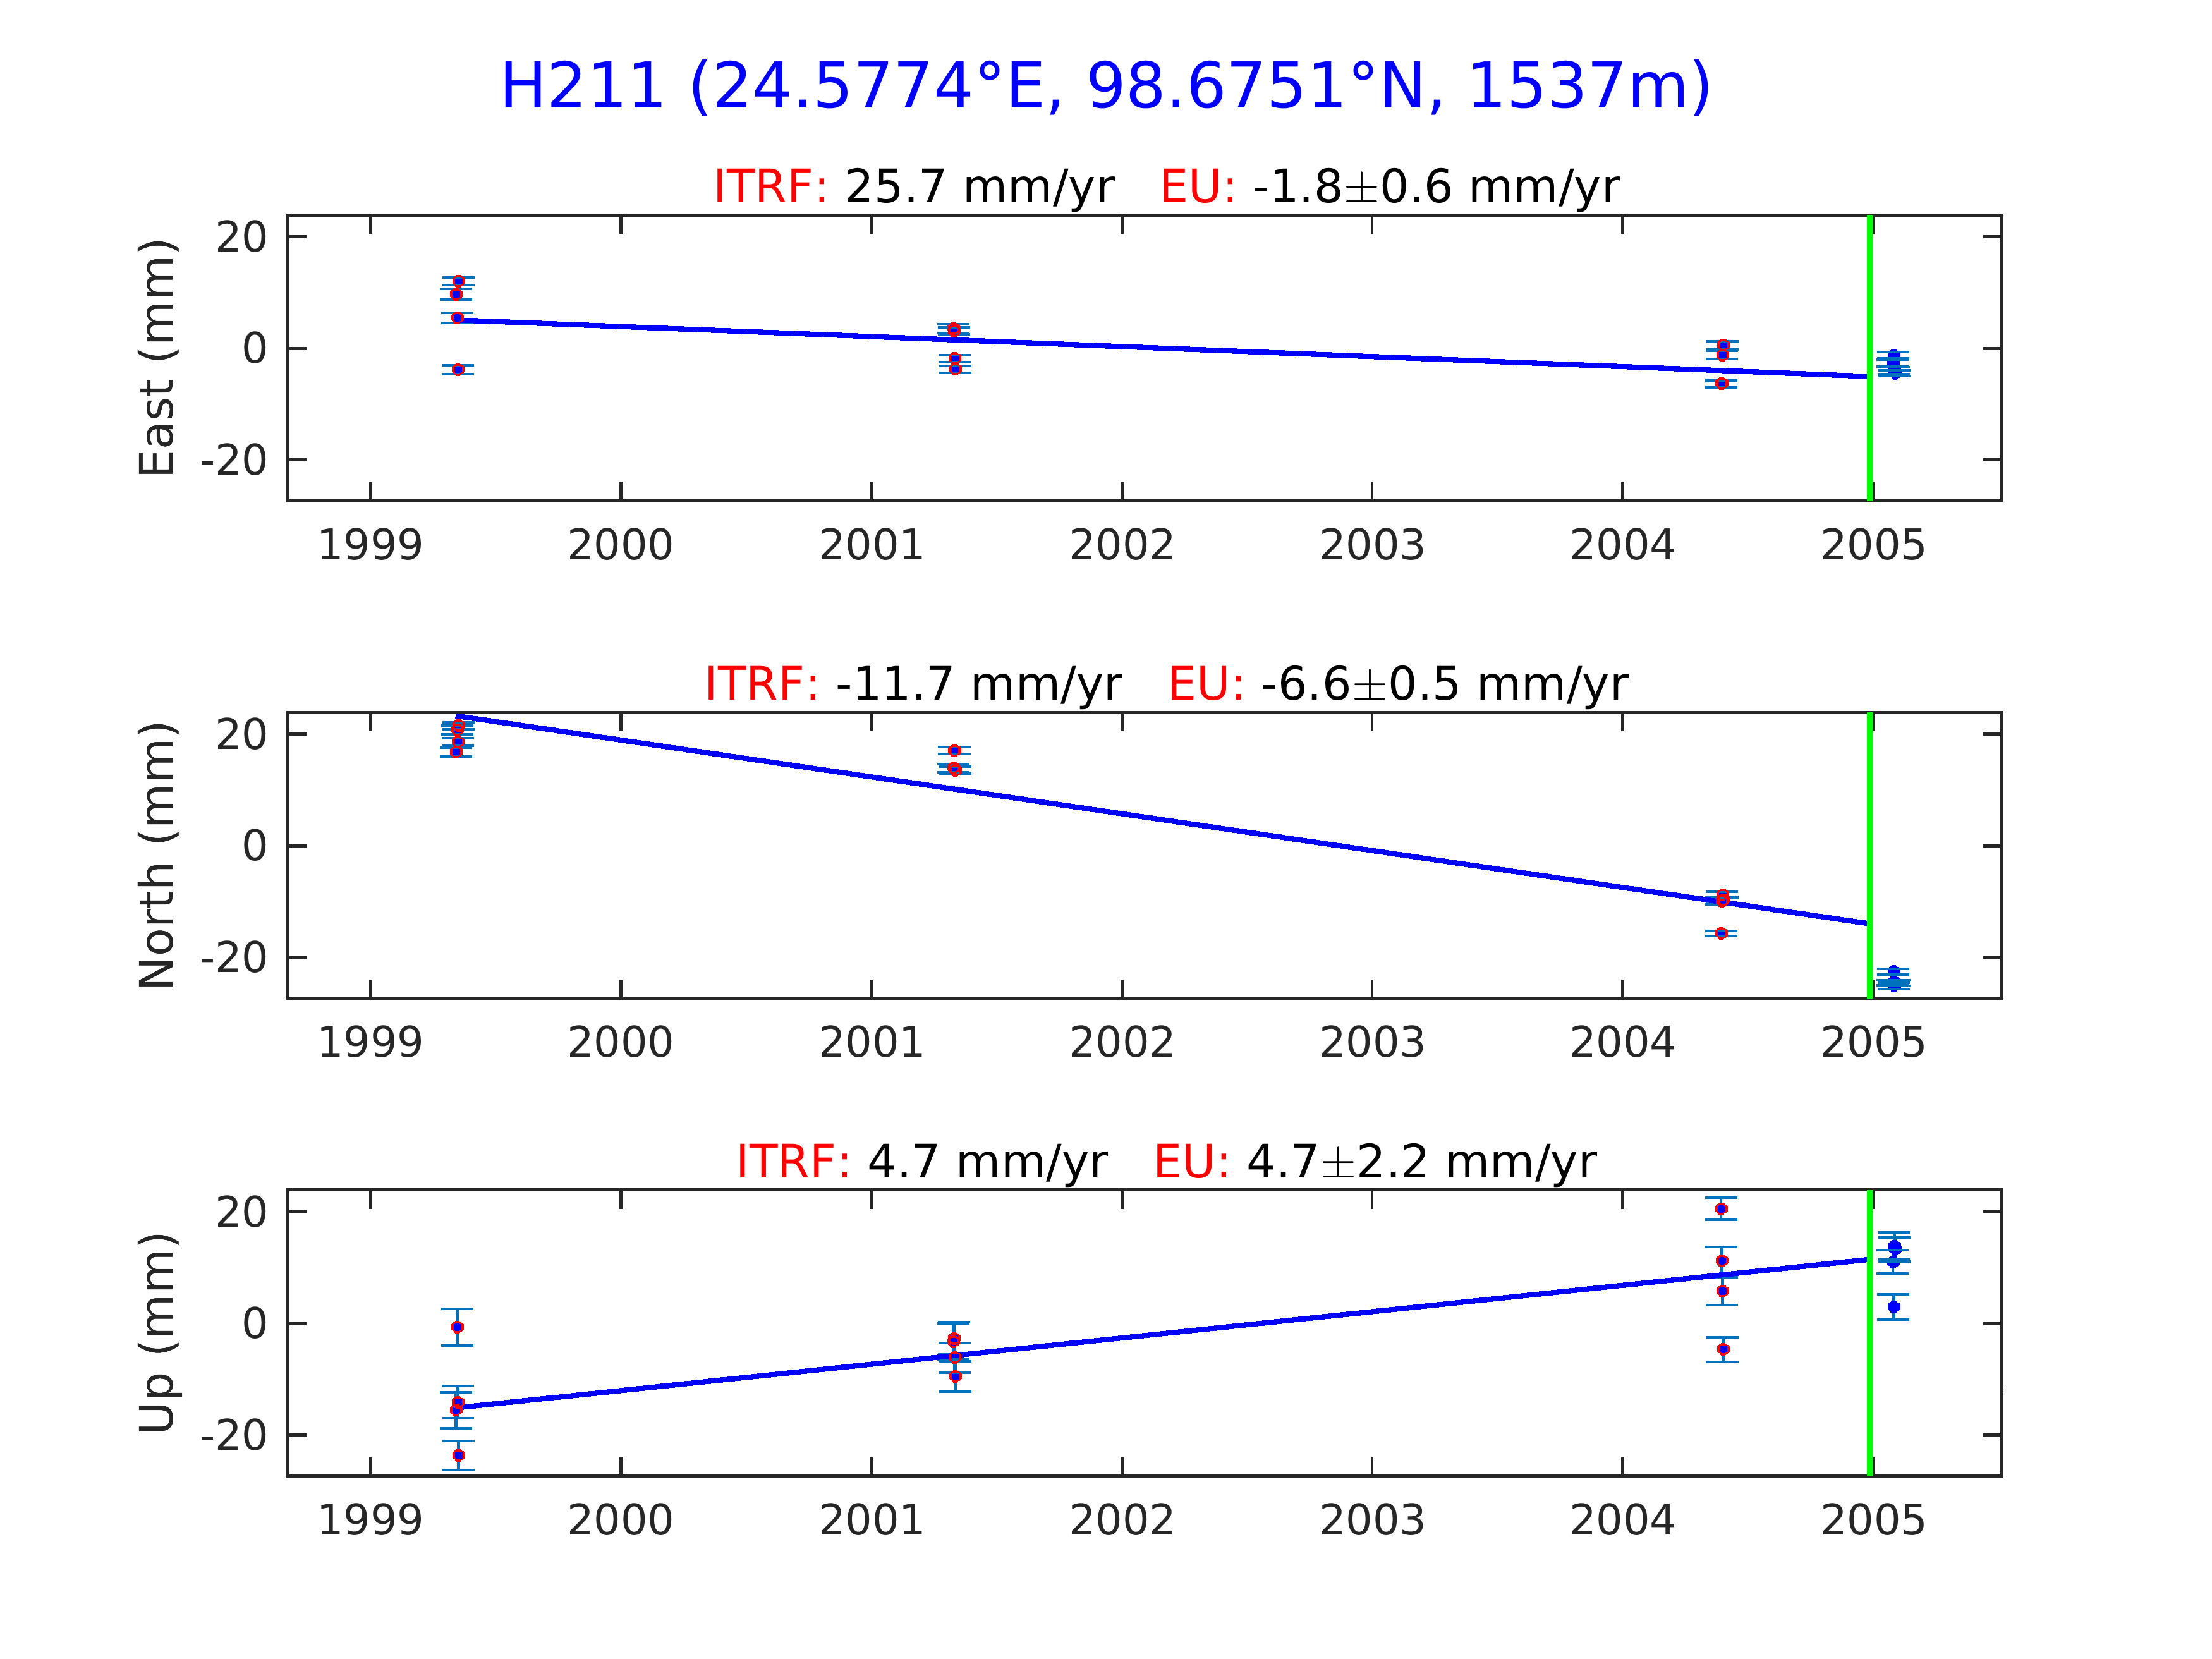 H211 (24.5774°E, 98.6751°N, 1537m)
ITRF: 25.7 mm/yr EU: -1.8±0.6 mm/yr
East (mm)
20
0
-20
1999 2000 2001 2002 2003 2004 2005
ITRF: -11.7 mm/yr EU: -6.6±0.5 mm/yr
North (mm)
20
0
-20
1999 2000 2001 2002 2003 2004 2005
ITRF: 4.7 mm/yr EU: 4.7±2.2 mm/yr
Up (mm)
20
0
-20
1999 2000 2001 2002 2003 2004 2005